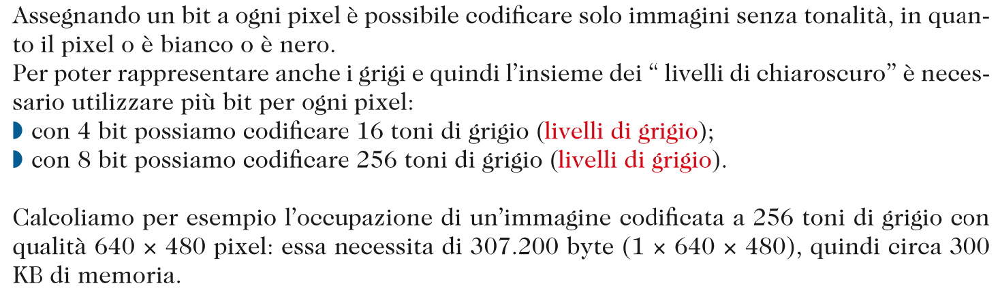 Assegnando un bit a ogni pixel è possibile codificare solo immagini senza tonalità, in quan-
to il pixel o è bianco o è nero.
Per poter rappresentare anche i grigi e quindi l’insieme dei “ livelli di chiaroscuro” è neces-
sario utilizzare più bit per ogni pixel:
◗ con 4 bit possiamo codificare 16 toni di grigio (livelli di grigio);
◗ con 8 bit possiamo codificare 256 toni di grigio (livelli di grigio).
Calcoliamo per esempio l’occupazione di un’immagine codificata a 256 toni di grigio con
qualità 640 × 480 pixel: essa necessita di 307.200 byte (1 × 640 × 480), quindi circa 300
KB di memoria.